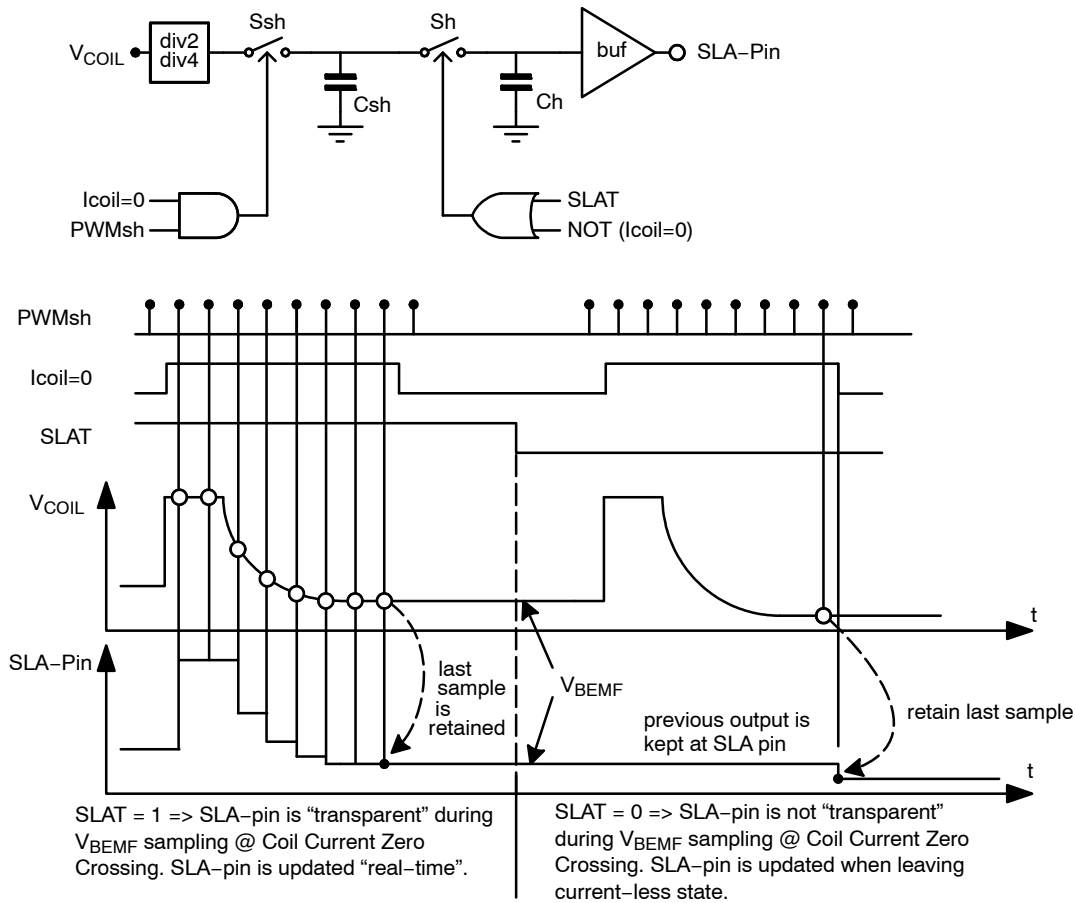 Ssh
Sh
div2
div4
V_COIL
buf
SLA−Pin
Csh
Ch
Icoil=0
PWMsh
SLAT
NOT (Icoil=0)
PWMsh
Icoil=0
SLAT
V_COIL
t
SLA−Pin
last
sample
is
retained
V_BEMF
previous output is
kept at SLA pin
retain last sample
t
SLAT = 1 => SLA−pin is “transparent” during
V_BEMF sampling @ Coil Current Zero
Crossing. SLA−pin is updated “real-time”.
SLAT = 0 => SLA−pin is not “transparent”
during V_BEMF sampling @ Coil Current Zero
Crossing. SLA−pin is updated when leaving
current−less state.